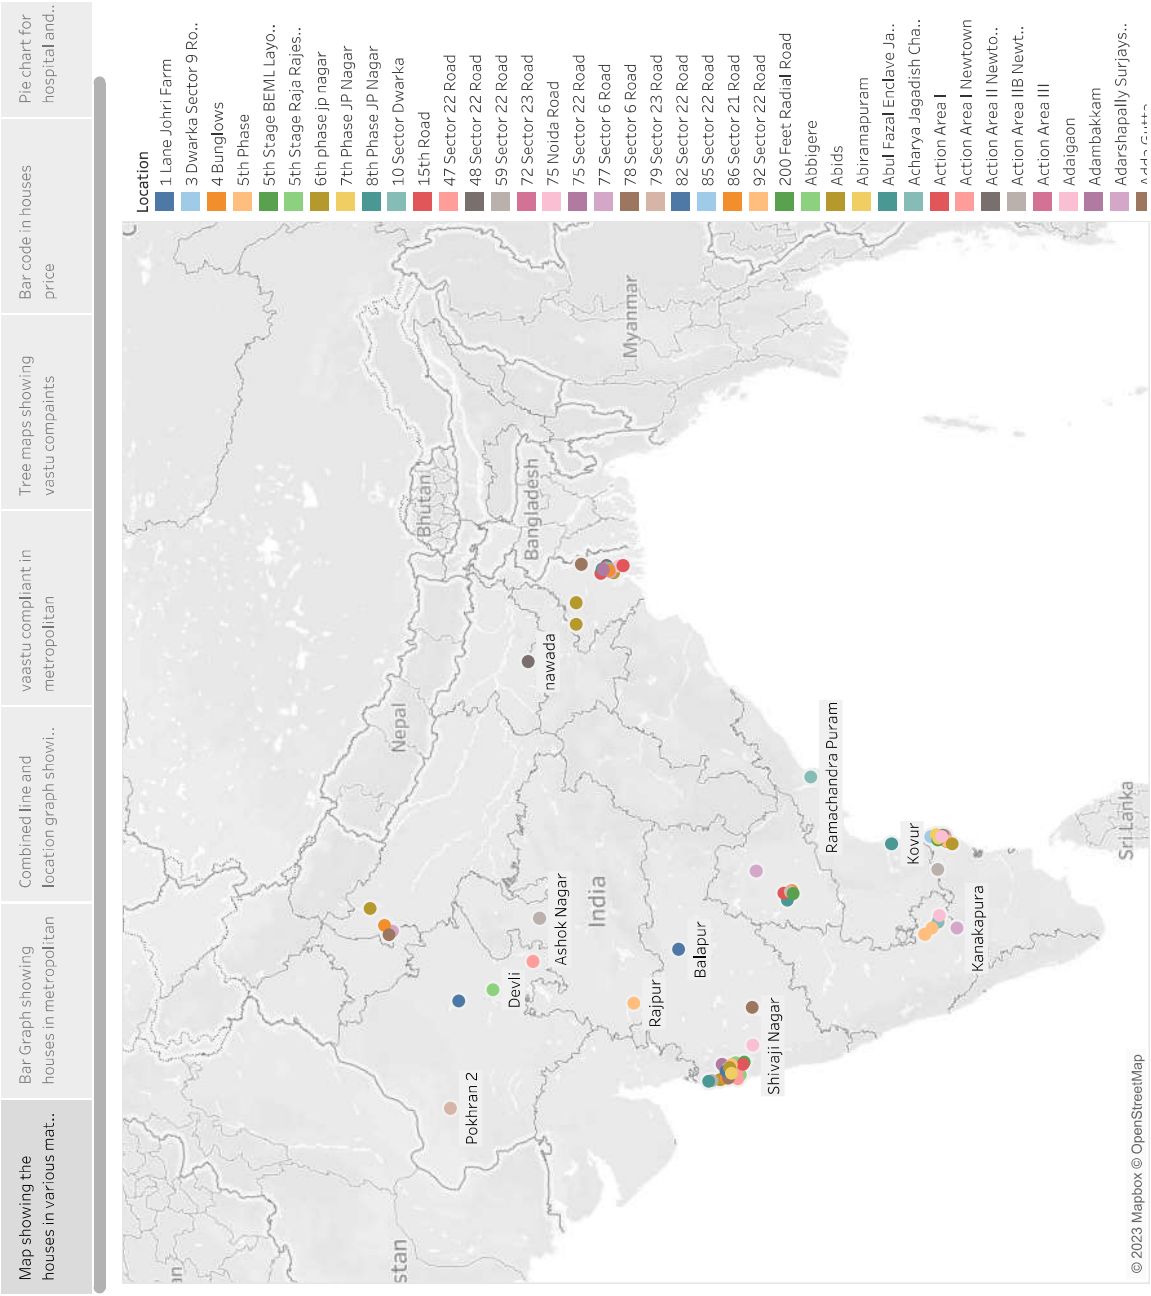 Map showing the
houses in various mat..
Bar Graph showing
houses in metropolitan
Combined line and
location graph showi..
vaastu compliant in
metropolitan
Tree maps showing
vastu compaints
Bar code in houses
price
Pie chart for
hospital and..
Location
1 Lane Johri Farm
3 Dwarka Sector 9 Ro..
4 Bunglows
5th Phase
5th Stage BEML Layo..
5th Stage Raja Rajes..
6th phase jp nagar
7th Phase JP Nagar
8th Phase JP Nagar
10 Sector Dwarka
15th Road
47 Sector 22 Road
48 Sector 22 Road
59 Sector 22 Road
72 Sector 23 Road
75 Noida Road
75 Sector 22 Road
77 Sector 6 Road
78 Sector 6 Road
79 Sector 23 Road
82 Sector 22 Road
85 Sector 22 Road
86 Sector 21 Road
92 Sector 22 Road
200 Feet Radial Road
Abbigere
Abids
Abiramapuram
Abul Fazal Enclave Ja..
Acharya Jagadish Cha..
Action Area I
Action Area I Newtown
Action Area II Newto..
Action Area IIB Newt..
Action Area III
Adaigaon
Adambakkam
Adarshapally Surjays..
stan
Nepal
Bhutan
Bangladesh
Myanmar
India
Sri Lanka
Pokhran 2
Devli
Ashok Nagar
nawada
Rajpur
Balapur
Shivaji Nagar
Ramachandra Puram
Kovur
Kanakapura
© 2023 Mapbox © OpenStreetMap